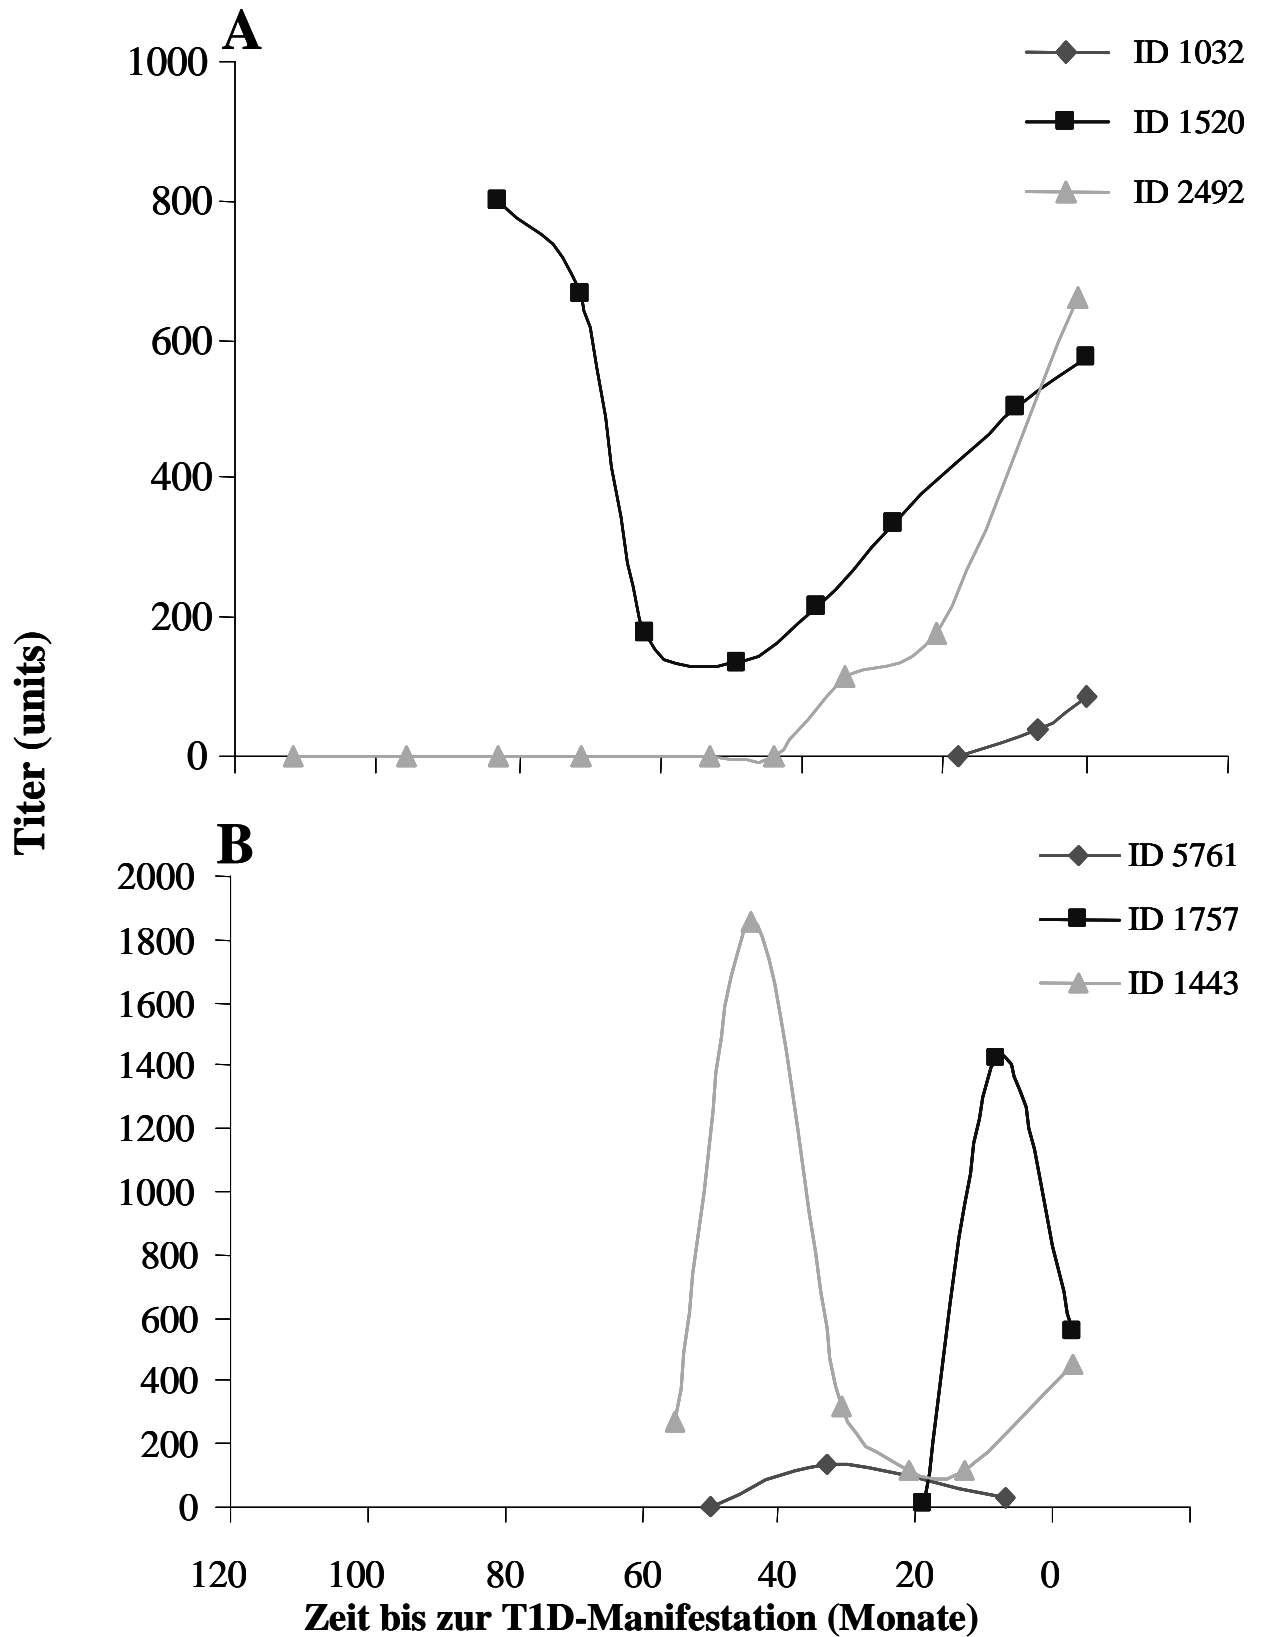 A
1000
800
600
400
200
0
ID 1032
ID 1520
ID 2492
Titer (units)
B
2000
1800
1600
1400
1200
1000
800
600
400
200
0
ID 5761
ID 1757
ID 1443
120 100 80 60 40 20 0
Zeit bis zur T1D-Manifestation (Monate)